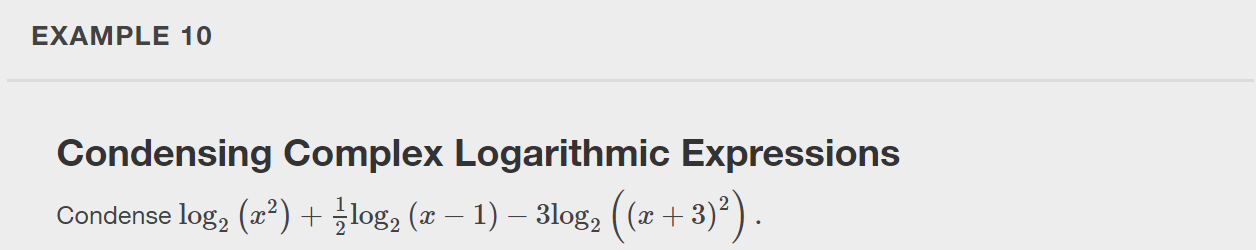 EXAMPLE 10
Condensing Complex Logarithmic Expressions
Condense log₂ (x²) + ½log₂ (x − 1) − 3log₂ ((x + 3)²) .